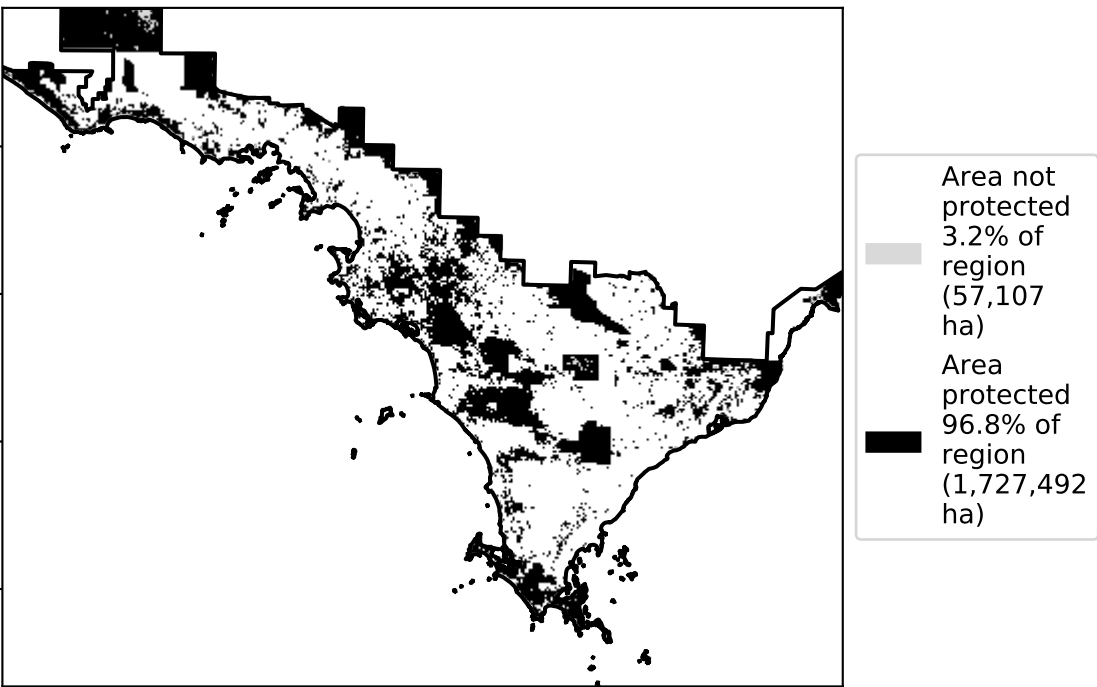 Area not
protected
3.2% of
region
(57,107
ha)
Area
protected
96.8% of
region
(1,727,492
ha)